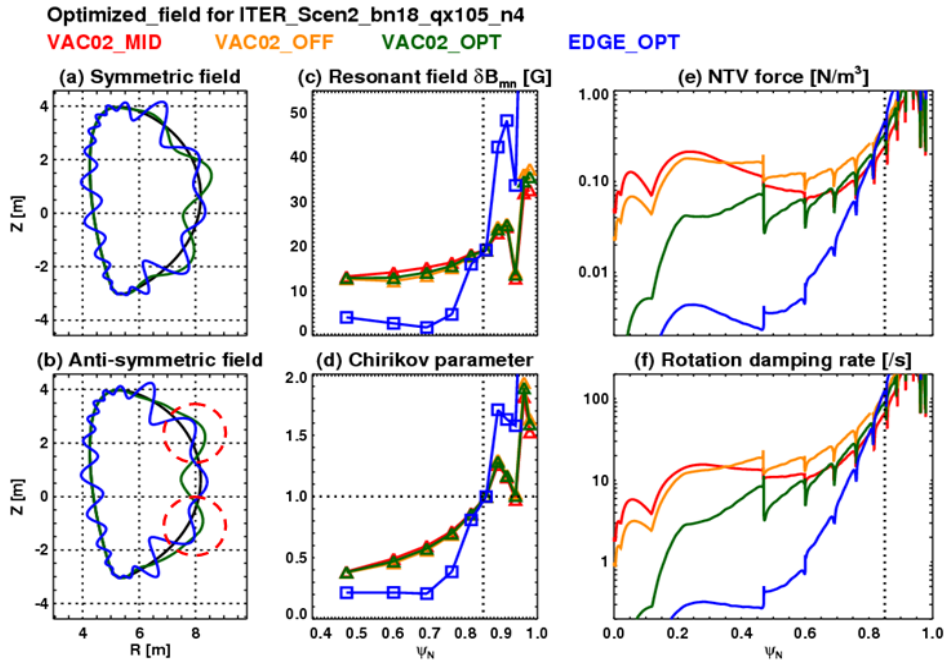 Optimized_field for ITER_Scen2_bn18_qx105_n4
VAC02_MID VAC02_OFF VAC02_OPT EDGE_OPT
(a) Symmetric field
4
2
0
-2
-4
Z [m]
(b) Anti-symmetric field
4
2
0
-2
-4
Z [m]
4 6 8
R [m]
(c) Resonant field δBmn [G]
50
40
30
20
10
0
(d) Chirikov parameter
2.0
1.5
1.0
0.5
0.0
0.4 0.5 0.6 0.7 0.8 0.9 1.0
ψN
(e) NTV force [N/m³]
1.00
0.10
0.01
(f) Rotation damping rate [/s]
100
10
1
0.0 0.2 0.4 0.6 0.8 1.0
ψN